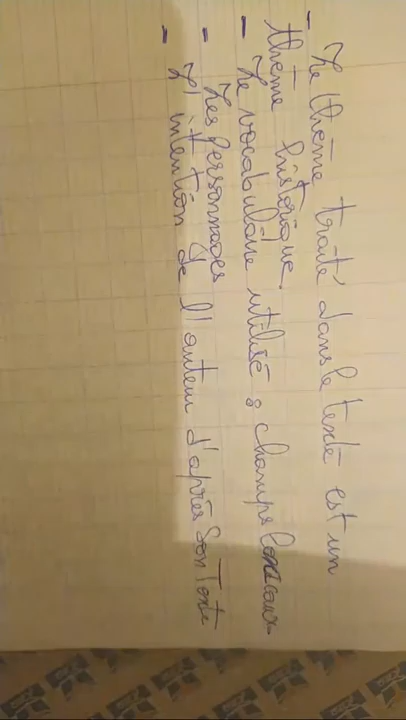 - Le thème traité dans le texte est un
thème historique.
- Le vocabulaire utilisé : champs lexicaux
- Les personnages
- L'intention de l'auteur d'après son Texte